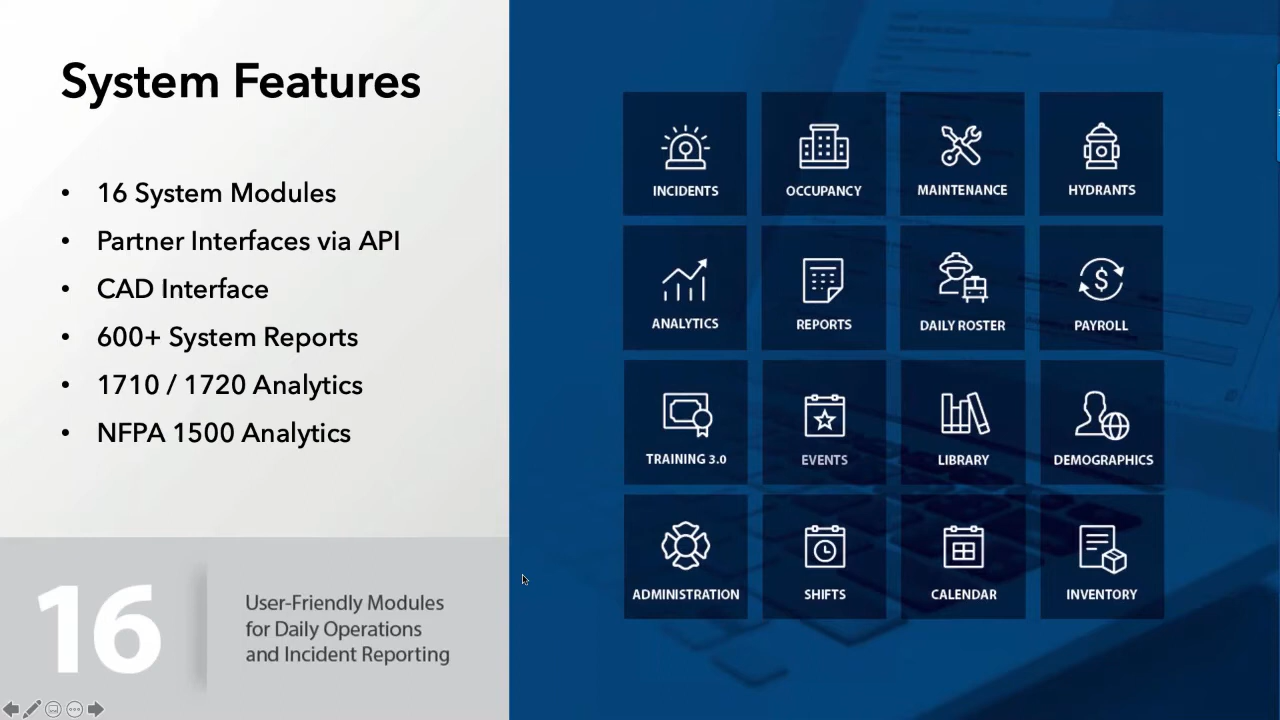 System Features
• 16 System Modules
• Partner Interfaces via API
• CAD Interface
• 600+ System Reports
• 1710 / 1720 Analytics
• NFPA 1500 Analytics
16
User-Friendly Modules
for Daily Operations
and Incident Reporting
INCIDENTS
OCCUPANCY
MAINTENANCE
HYDRANTS
ANALYTICS
REPORTS
DAILY ROSTER
PAYROLL
TRAINING 3.0
EVENTS
LIBRARY
DEMOGRAPHICS
ADMINISTRATION
SHIFTS
CALENDAR
INVENTORY